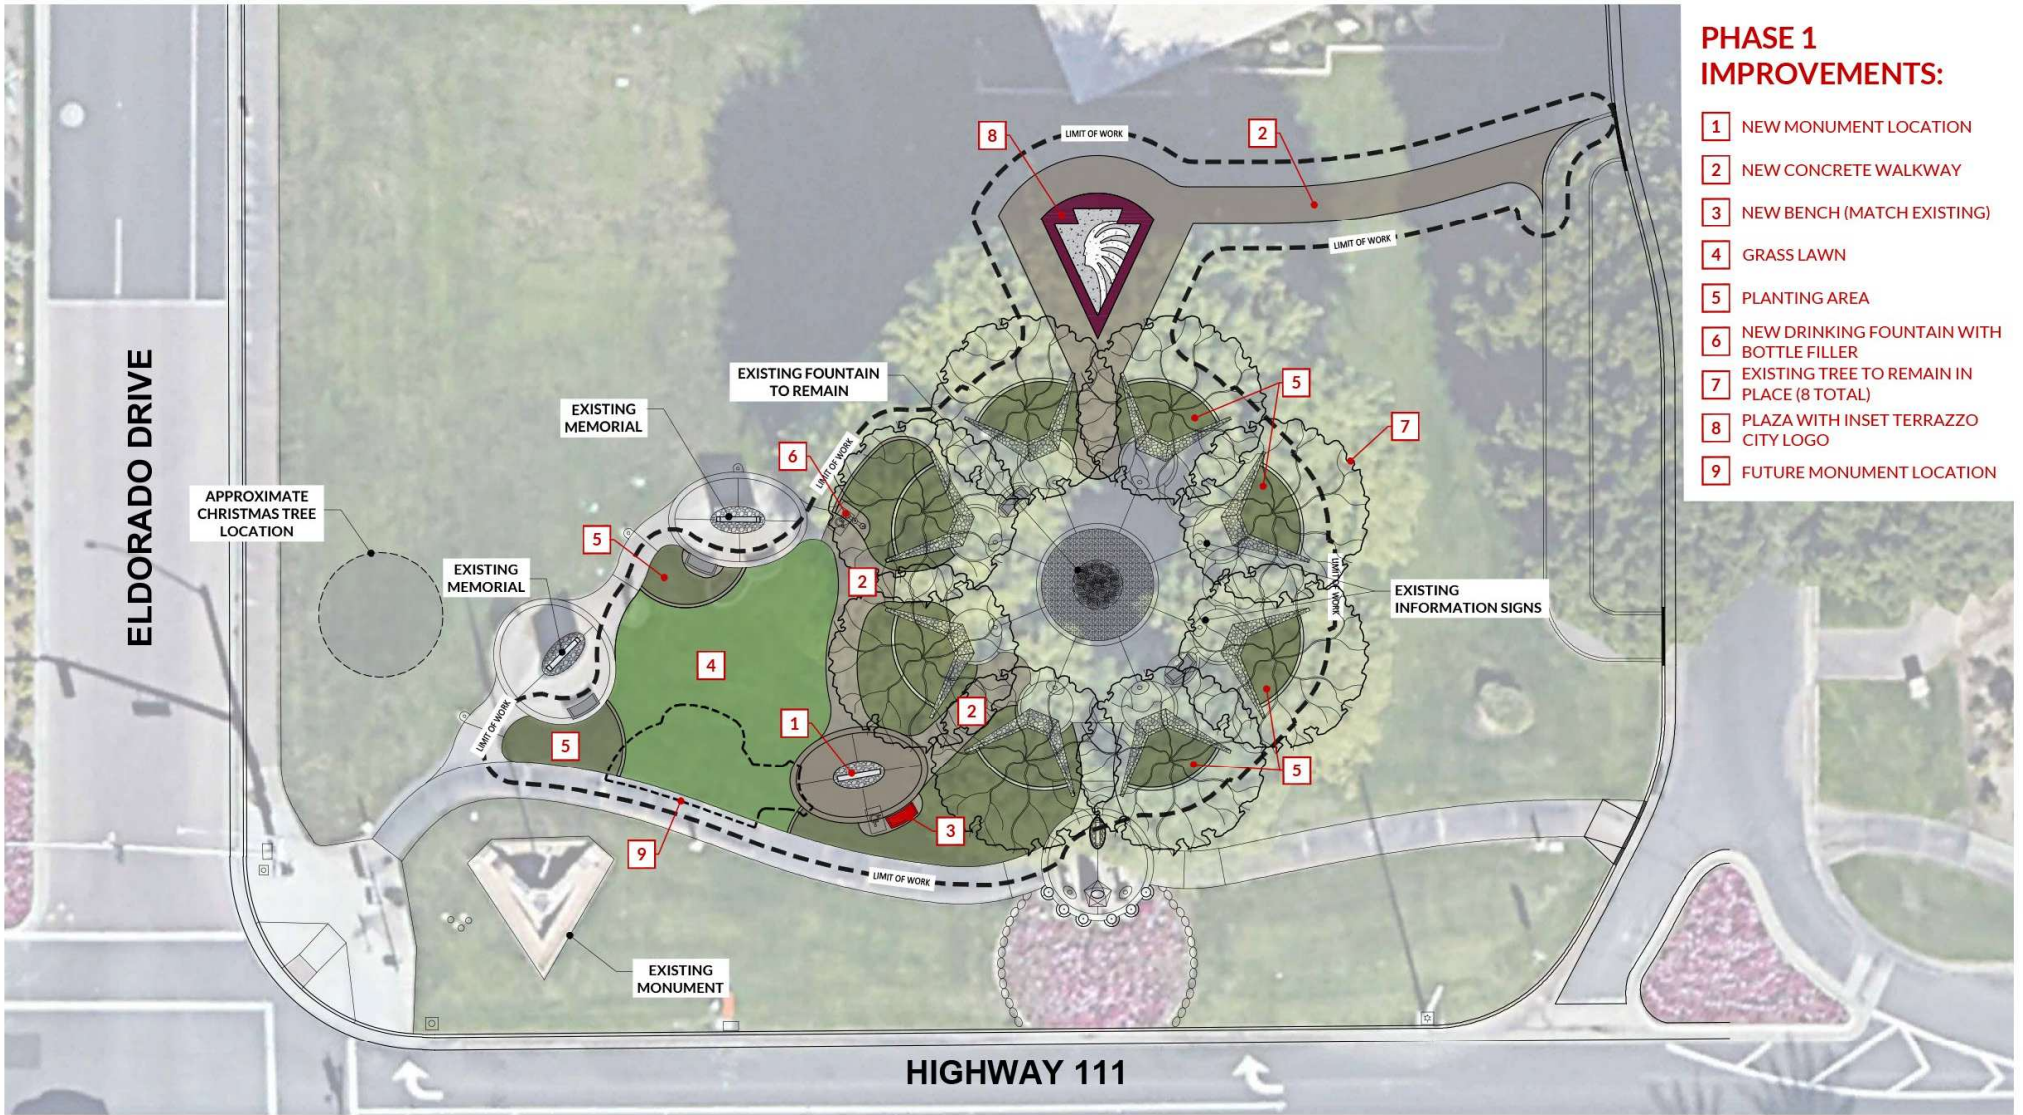 PHASE 1
IMPROVEMENTS:
1 NEW MONUMENT LOCATION
2 NEW CONCRETE WALKWAY
3 NEW BENCH (MATCH EXISTING)
4 GRASS LAWN
5 PLANTING AREA
6 NEW DRINKING FOUNTAIN WITH
BOTTLE FILLER
7 EXISTING TREE TO REMAIN IN
PLACE (8 TOTAL)
8 PLAZA WITH INSET TERRAZZO
CITY LOGO
9 FUTURE MONUMENT LOCATION
8
LIMIT OF WORK
2
LIMIT OF WORK
EXISTING FOUNTAIN
TO REMAIN
5
EXISTING
MEMORIAL
7
6
LIMIT OF WORK
APPROXIMATE
CHRISTMAS TREE
LOCATION
5
EXISTING
MEMORIAL
2
LIMIT OF WORK
EXISTING
INFORMATION SIGNS
ELDORADO DRIVE
4
LIMIT OF WORK
2
1
5
5
3
9
LIMIT OF WORK
EXISTING
MONUMENT
HIGHWAY 111